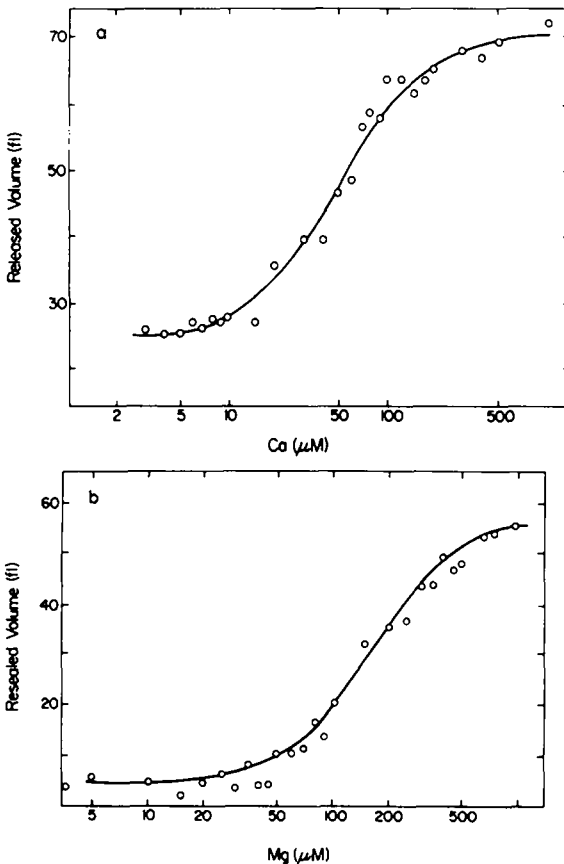 a
Released Volume (fl)
70
50
30
2 5 10 50 100 500
Ca (μM)
b
Resealed Volume (fl)
60
40
20
5 10 20 50 100 200 500
Mg (μM)